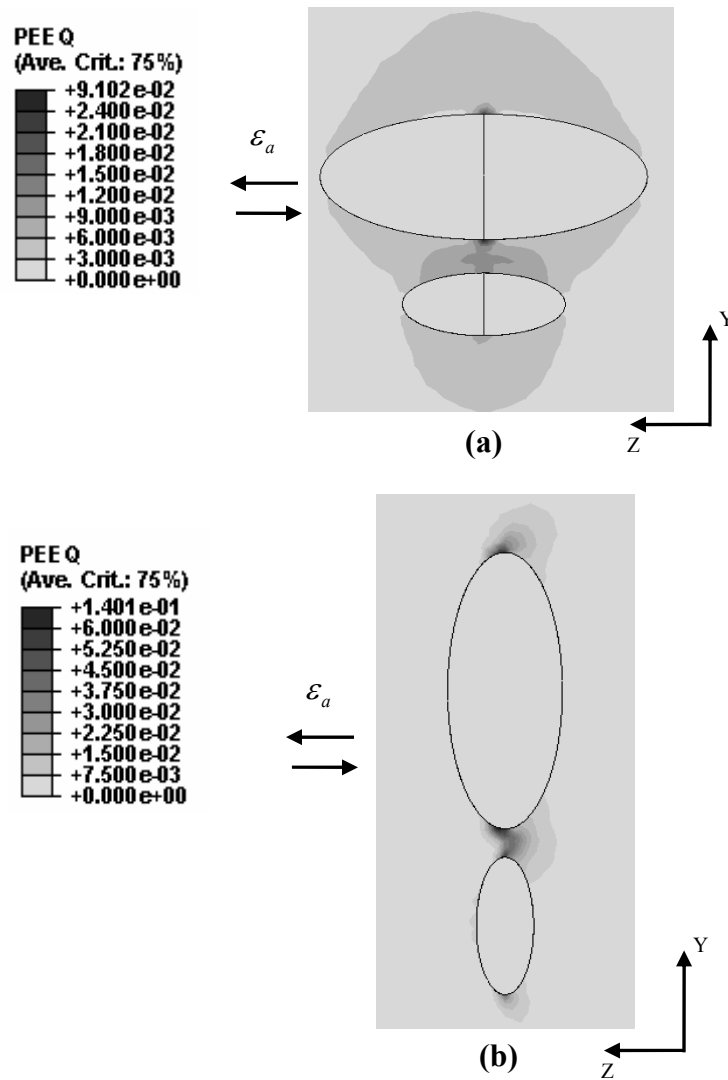 PEEQ
(Ave. Crit.: 75%)
+9.102e-02
+2.400e-02
+2.100e-02
+1.800e-02
+1.500e-02
+1.200e-02
+9.000e-03
+6.000e-03
+3.000e-03
+0.000e+00
εa
Y
Z
(a)
PEEQ
(Ave. Crit.: 75%)
+1.401e-01
+6.000e-02
+5.250e-02
+4.500e-02
+3.750e-02
+3.000e-02
+2.250e-02
+1.500e-02
+7.500e-03
+0.000e+00
εa
Y
Z
(b)